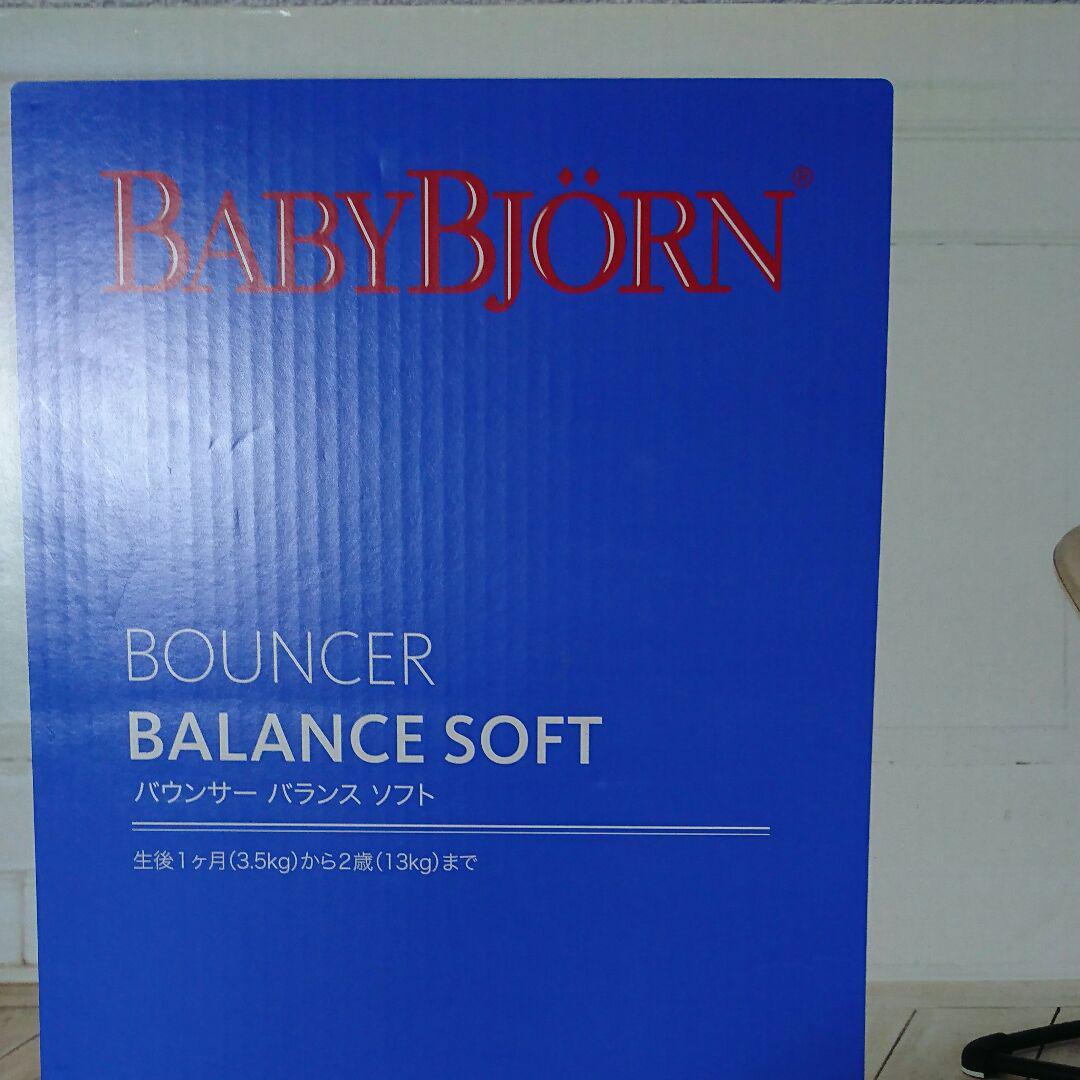 BABYBJÖRN®
BOUNCER
BALANCE SOFT
バウンサー バランス ソフト
生後1ヶ月(3.5kg)から2歳(13kg)まで